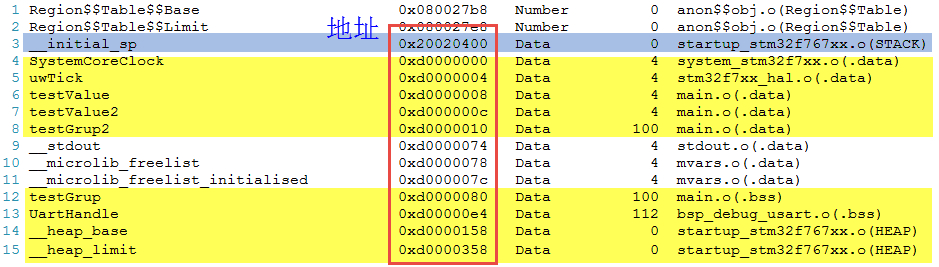 1 Region$$Table$$Base 0x080027b8 Number 0 anon$$obj.o(Region$$Table)
2 Region$$Table$$Limit 0x080027e8 Number 0 anon$$obj.o(Region$$Table)
地址
3 __initial_sp 0x20020400 Data 0 startup_stm32f767xx.o(STACK)
4 SystemCoreClock 0xd0000000 Data 4 system_stm32f7xx.o(.data)
5 uwTick 0xd0000004 Data 4 stm32f7xx_hal.o(.data)
6 testValue 0xd0000008 Data 4 main.o(.data)
7 testValue2 0xd000000c Data 4 main.o(.data)
8 testGrup2 0xd0000010 Data 100 main.o(.data)
9 __stdout 0xd0000074 Data 4 stdout.o(.data)
10 __microlib_freelist 0xd0000078 Data 4 mvars.o(.data)
11 __microlib_freelist_initialised 0xd000007c Data 4 mvars.o(.data)
12 testGrup 0xd0000080 Data 100 main.o(.bss)
13 UartHandle 0xd00000e4 Data 112 bsp_debug_usart.o(.bss)
14 __heap_base 0xd0000158 Data 0 startup_stm32f767xx.o(HEAP)
15 __heap_limit 0xd0000358 Data 0 startup_stm32f767xx.o(HEAP)